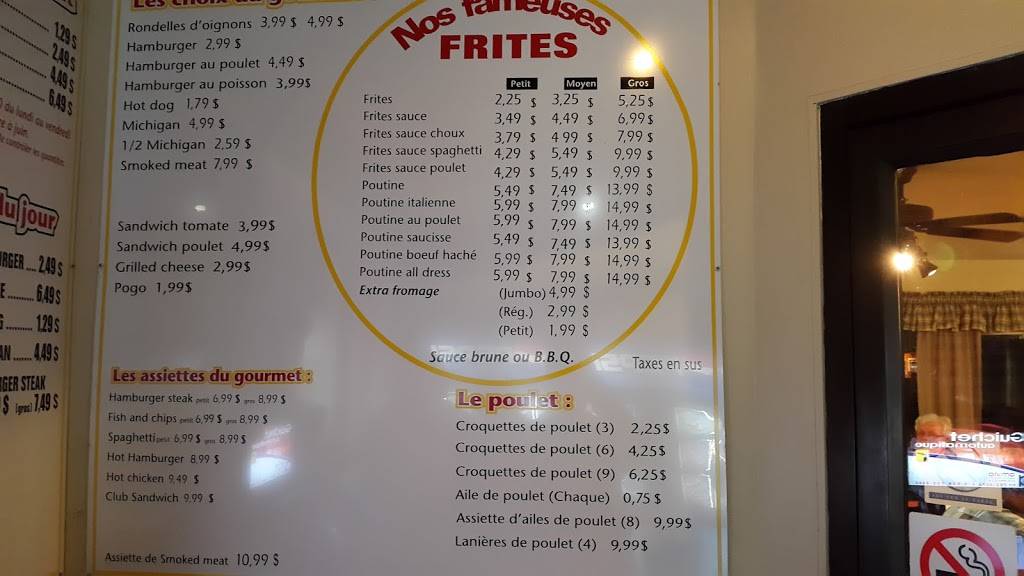 1,29 $
2,49 $
4,49 $
6,49 $
du lundi au vendredi
à juin.
les quantités.
du jour
RGER .... 2,49 $
E ........ 6,49 $
G ........ 1,29 $
AN ...... 4,49 $
GER STEAK
$ (gros) 7,49 $
Les choix du
Rondelles d'oignons 3,99 $ 4,99 $
Hamburger 2,99 $
Hamburger au poulet 4,49 $
Hamburger au poisson 3,99$
Hot dog 1,79 $
Michigan 4,99 $
1/2 Michigan 2,59 $
Smoked meat 7,99 $
Sandwich tomate 3,99$
Sandwich poulet 4,99$
Grilled cheese 2,99$
Pogo 1,99$
Les assiettes du gourmet :
Hamburger steak petit 6,99 $ gros 8,99 $
Fish and chips petit 6,99 $ gros 8,99 $
Spaghetti petit 6,99 $ gros 8,99 $
Hot Hamburger 8,99 $
Hot chicken 9,49 $
Club Sandwich 9,99 $
Assiette de Smoked meat 10,99 $
Nos fameuses
FRITES
Petit Moyen Gros
Frites 2,25 $ 3,25 $ 5,25 $
Frites sauce 3,49 $ 4,49 $ 6,99 $
Frites sauce choux 3,79 $ 4 99 $ 7,99 $
Frites sauce spaghetti 4,29 $ 5,49 $ 9,99 $
Frites sauce poulet 4,29 $ 5,49 $ 9,99 $
Poutine 5,49 $ 7,49 $ 13,99 $
Poutine italienne 5,99 $ 7,99 $ 14,99 $
Poutine au poulet 5,99 $ 7,99 $ 14,99 $
Poutine saucisse 5,49 $ 7,49 $ 13,99 $
Poutine boeuf haché 5,99 $ 7,99 $ 14,99 $
Poutine all dress 5,99 $ 7,99 $ 14,99 $
Extra fromage (Jumbo) 4,99 $
(Rég.) 2,99 $
(Petit) 1,99 $
Sauce brune ou B.B.Q.
Taxes en sus
Le poulet :
Croquettes de poulet (3) 2,25$
Croquettes de poulet (6) 4,25$
Croquettes de poulet (9) 6,25$
Aile de poulet (Chaque) 0,75 $
Assiette d'ailes de poulet (8) 9,99$
Lanières de poulet (4) 9,99$
Guichet
automatique